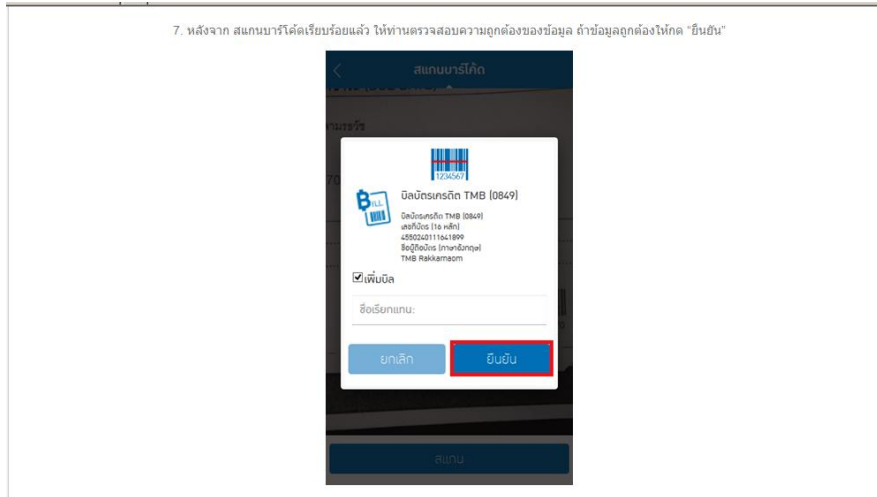 7. หลังจาก สแกนบาร์โค้ดเรียบร้อยแล้ว ให้ท่านตรวจสอบความถูกต้องของข้อมูล ถ้าข้อมูลถูกต้องให้กด "ยืนยัน"
สแกนบาร์โค้ด
1234567
BILL
บิลบัตรเครดิต TMB (0849)
บิลบัตรเครดิต TMB (0849)
เลขที่บัตร (16 หลัก)
4550240111641899
ชื่อผู้ถือบัตร (ภาษาอังกฤษ)
TMB Rakkarnaom
เพิ่มบิล
ชื่อเรียกแทน:
ยกเลิก
ยืนยัน
สแกน